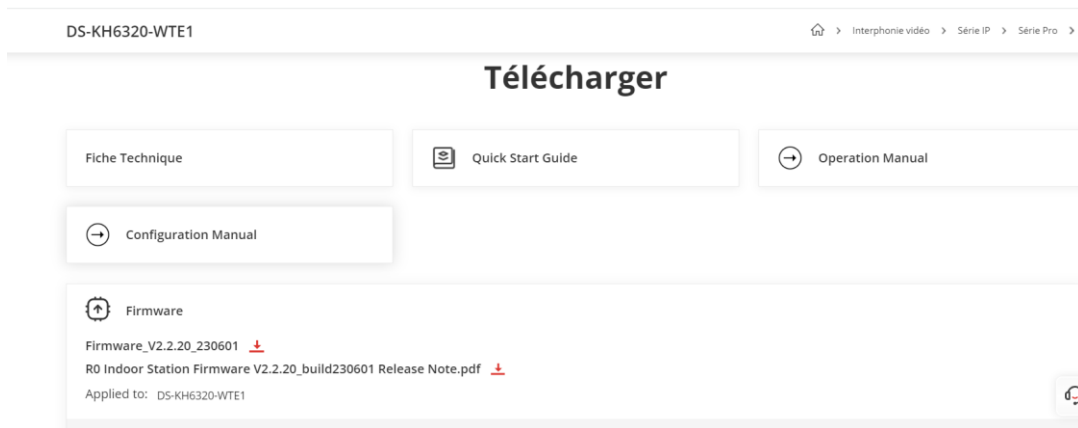 DS-KH6320-WTE1
> Interphonie vidéo > Série IP > Série Pro >
Télécharger
Fiche Technique
Quick Start Guide
Operation Manual
Configuration Manual
Firmware
Firmware_V2.2.20_230601
R0 Indoor Station Firmware V2.2.20_build230601 Release Note.pdf
Applied to: DS-KH6320-WTE1